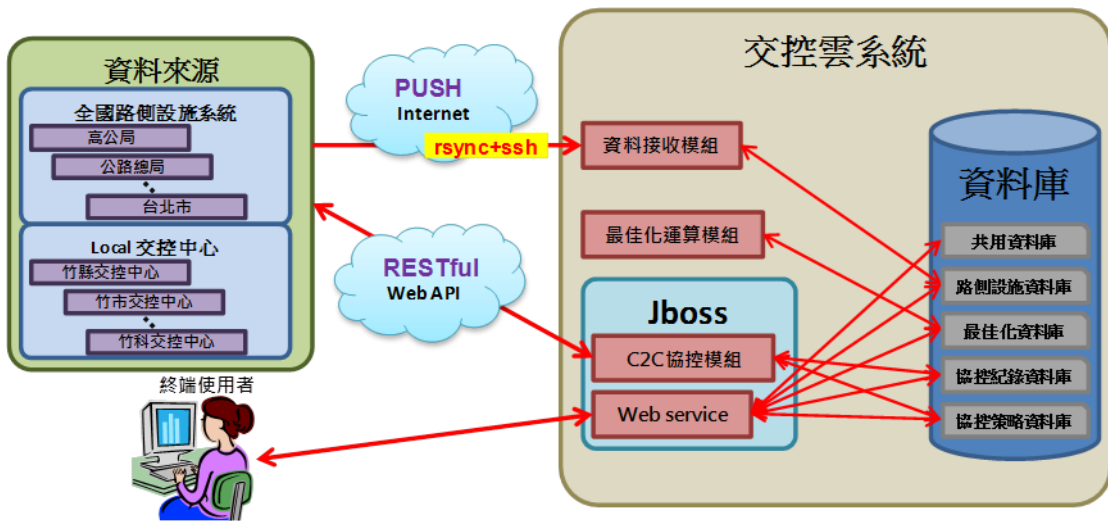 資料來源
全國路側設施系統
高公局
公路總局
台北市
Local 交控中心
竹縣交控中心
竹市交控中心
竹科交控中心
終端使用者
PUSH
Internet
rsync+ssh
RESTful
Web API
交控雲系統
資料接收模組
最佳化運算模組
Jboss
C2C協控模組
Web service
資料庫
共用資料庫
路側設施資料庫
最佳化資料庫
協控紀錄資料庫
協控策略資料庫